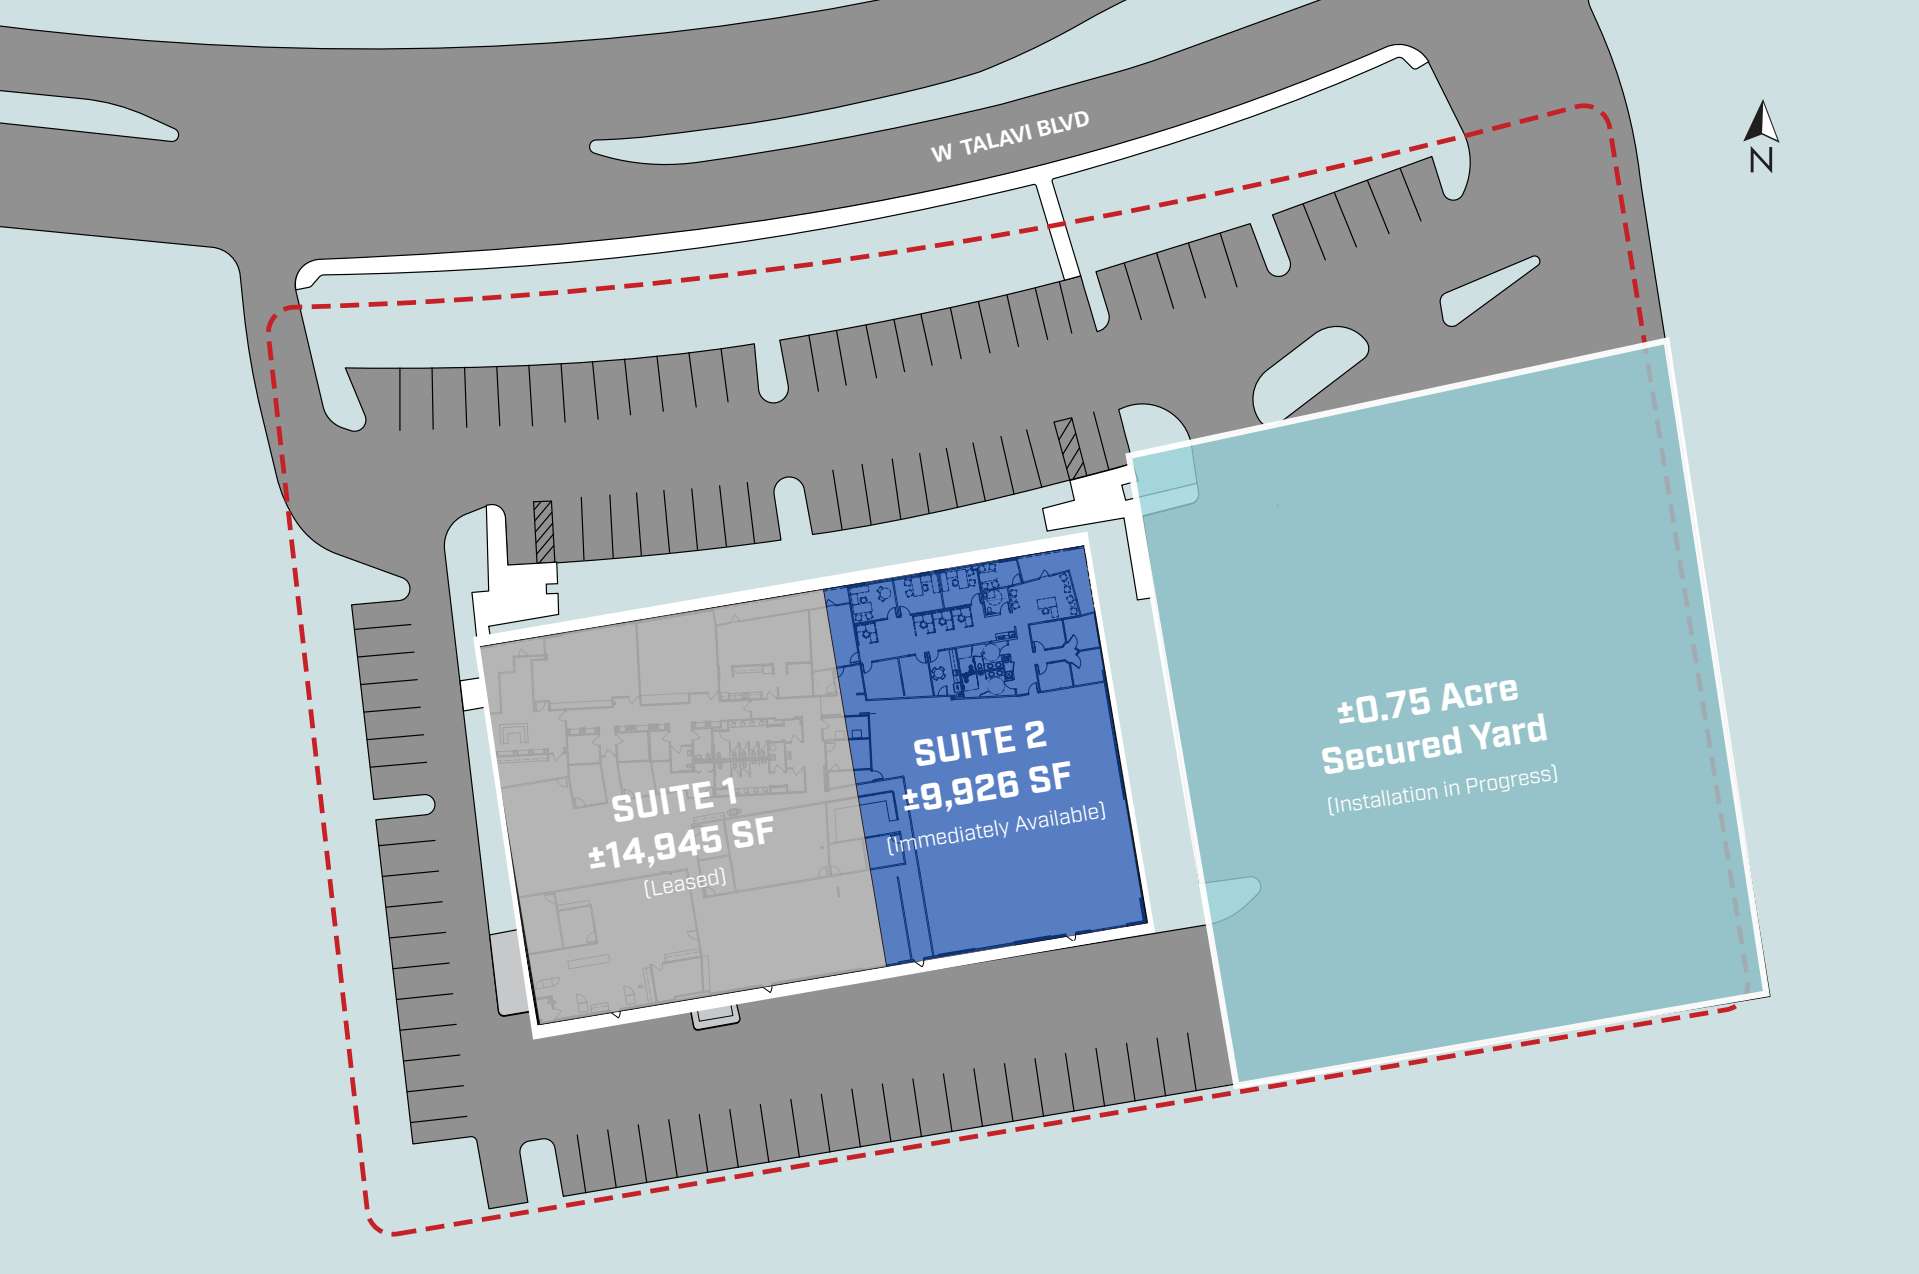 W TALAVI BLVD
N
SUITE 1
±14,945 SF
(Leased)
SUITE 2
±9,926 SF
(Immediately Available)
±0.75 Acre
Secured Yard
(Installation in Progress)